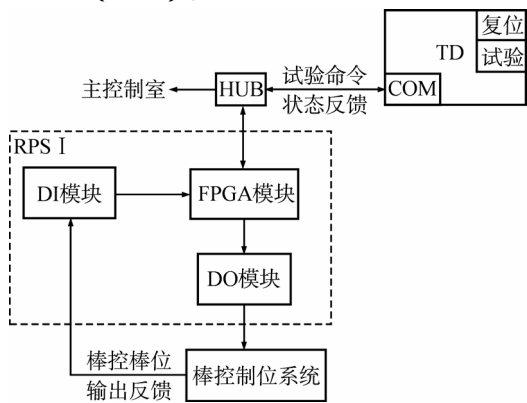 复位
TD
试验
COM
主控制室
HUB
试验命令
状态反馈
RPS I
DI模块
FPGA模块
DO模块
棒控棒位
输出反馈
棒控制位系统